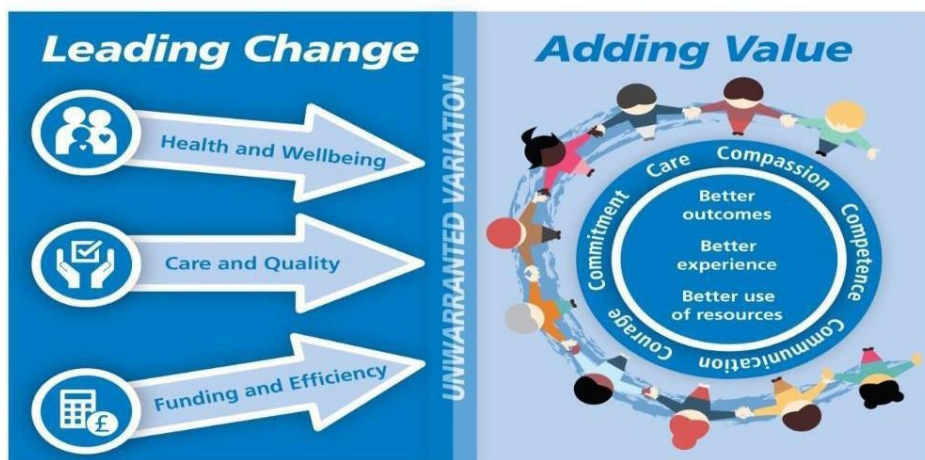 Leading Change
Adding Value
Health and Wellbeing
Care and Quality
Funding and Efficiency
£
UNWARRANTED VARIATION
Commitment Care Compassion Competence Communication Courage
Better
outcomes
Better
experience
Better use
of resources